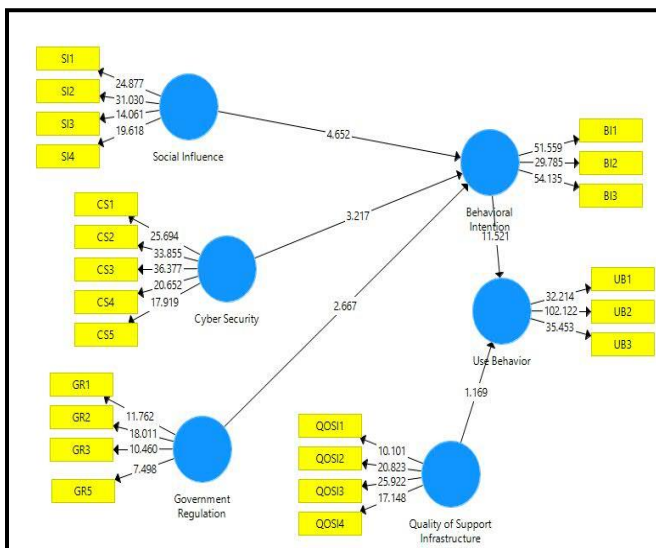 SI1
SI2
SI3
SI4
24.877
31.030
14.061
19.618
Social Influence
4.652
CS1
CS2
CS3
CS4
CS5
25.694
33.855
36.377
20.652
17.919
Cyber Security
3.217
GR1
GR2
GR3
GR5
11.762
18.011
10.460
7.498
Government
Regulation
2.667
BI1
BI2
BI3
51.559
29.785
54.135
Behavioral
Intention
11.521
UB1
UB2
UB3
32.214
102.122
35.453
Use Behavior
1.169
QOSI1
QOSI2
QOSI3
QOSI4
10.101
20.823
25.922
17.148
Quality of Support
Infrastructure